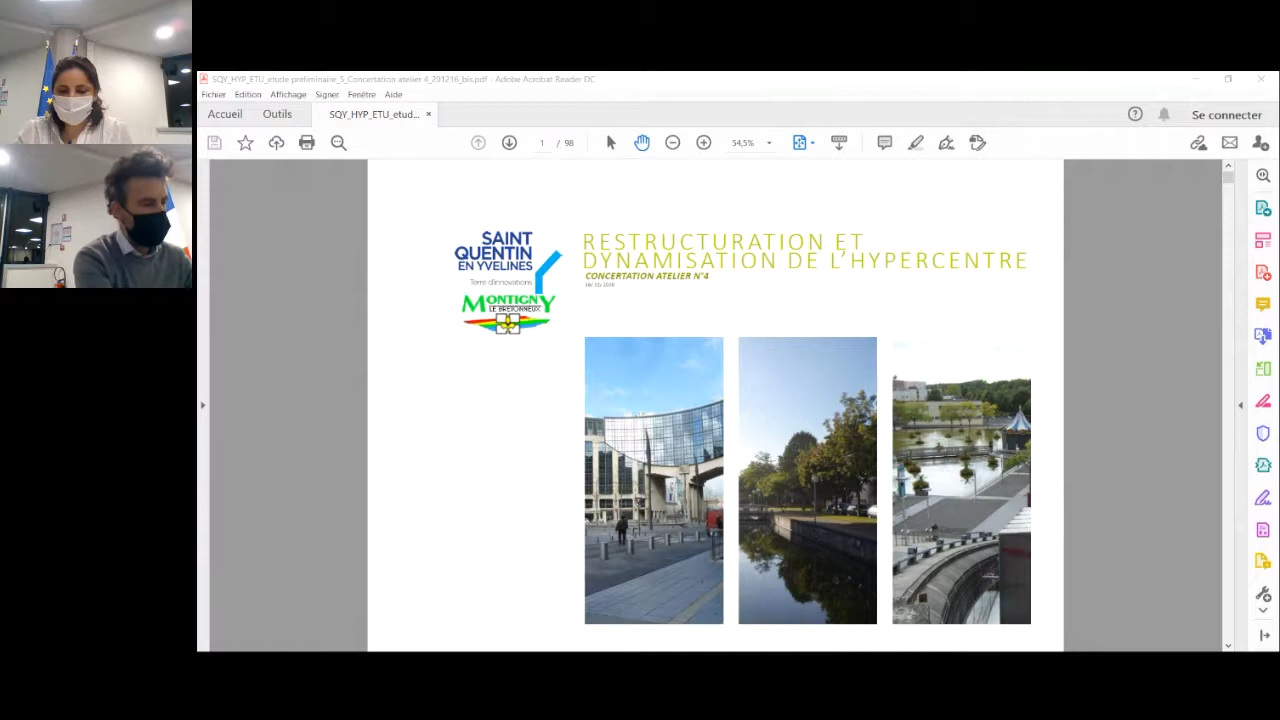 SQY_HYP_ETU_etude preliminaire_5_Concertation atelier 4_201216_bis.pdf - Adobe Acrobat Reader DC
Fichier Edition Affichage Signer Fenêtre Aide
Accueil Outils SQY_HYP_ETU_etud... × Se connecter
1 / 98 54,5%
SAINT
QUENTIN
EN YVELINES
Terre d'innovations
MONTIGNY
LE BRETONNEUX
RESTRUCTURATION ET
DYNAMISATION DE L'HYPERCENTRE
CONCERTATION ATELIER N°4